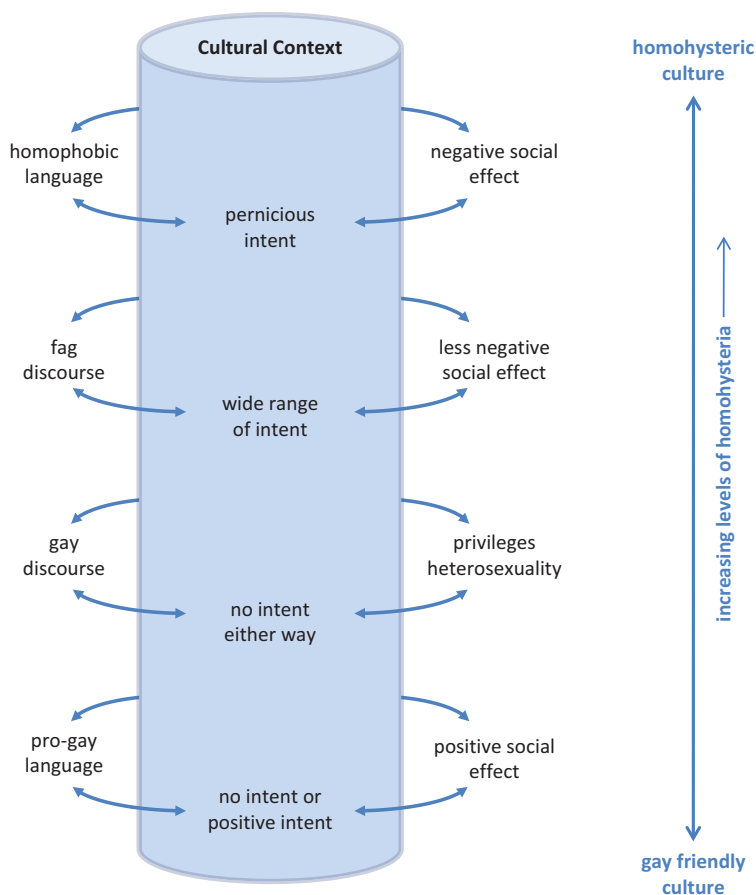 Cultural Context
homohysteric
culture
homophobic
language
negative social
effect
pernicious
intent
fag
discourse
less negative
social effect
wide range
of intent
gay
discourse
privileges
heterosexuality
no intent
either way
pro-gay
language
positive social
effect
no intent or
positive intent
increasing levels of homohysteria
gay friendly
culture